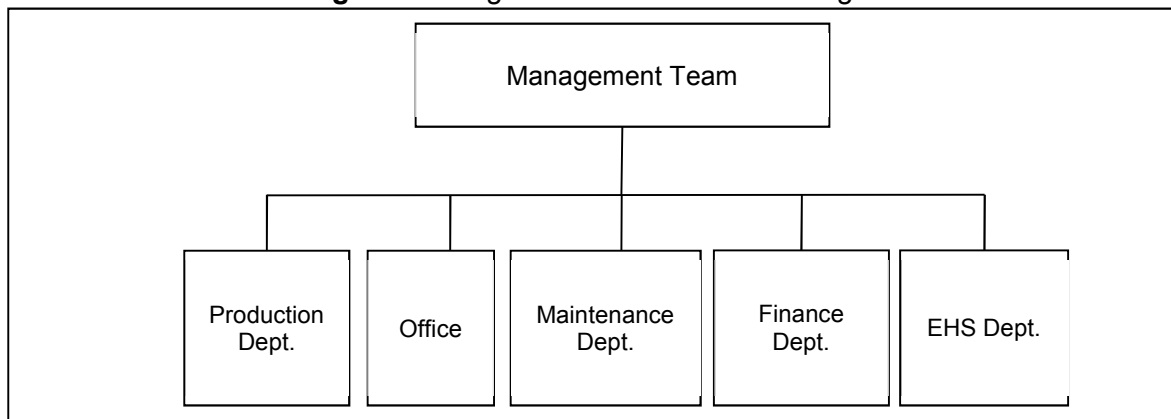 Management Team
Production
Dept.
Office
Maintenance
Dept.
Finance
Dept.
EHS Dept.